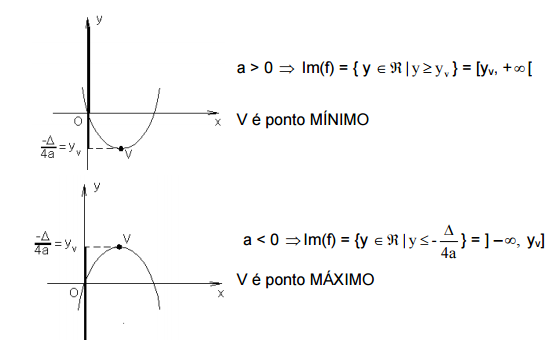 y
a > 0 ⇒ Im(f) = { y ∈ ℜ | y ≥ yᵥ} = [yᵥ, +∞[
O
x
V é ponto MÍNIMO
-Δ/4a = yᵥ
V
y
-Δ/4a = yᵥ
V
a < 0 ⇒Im(f) = {y ∈ ℜ | y ≤ -Δ/4a} = ] –∞, yᵥ]
O
x
V é ponto MÁXIMO